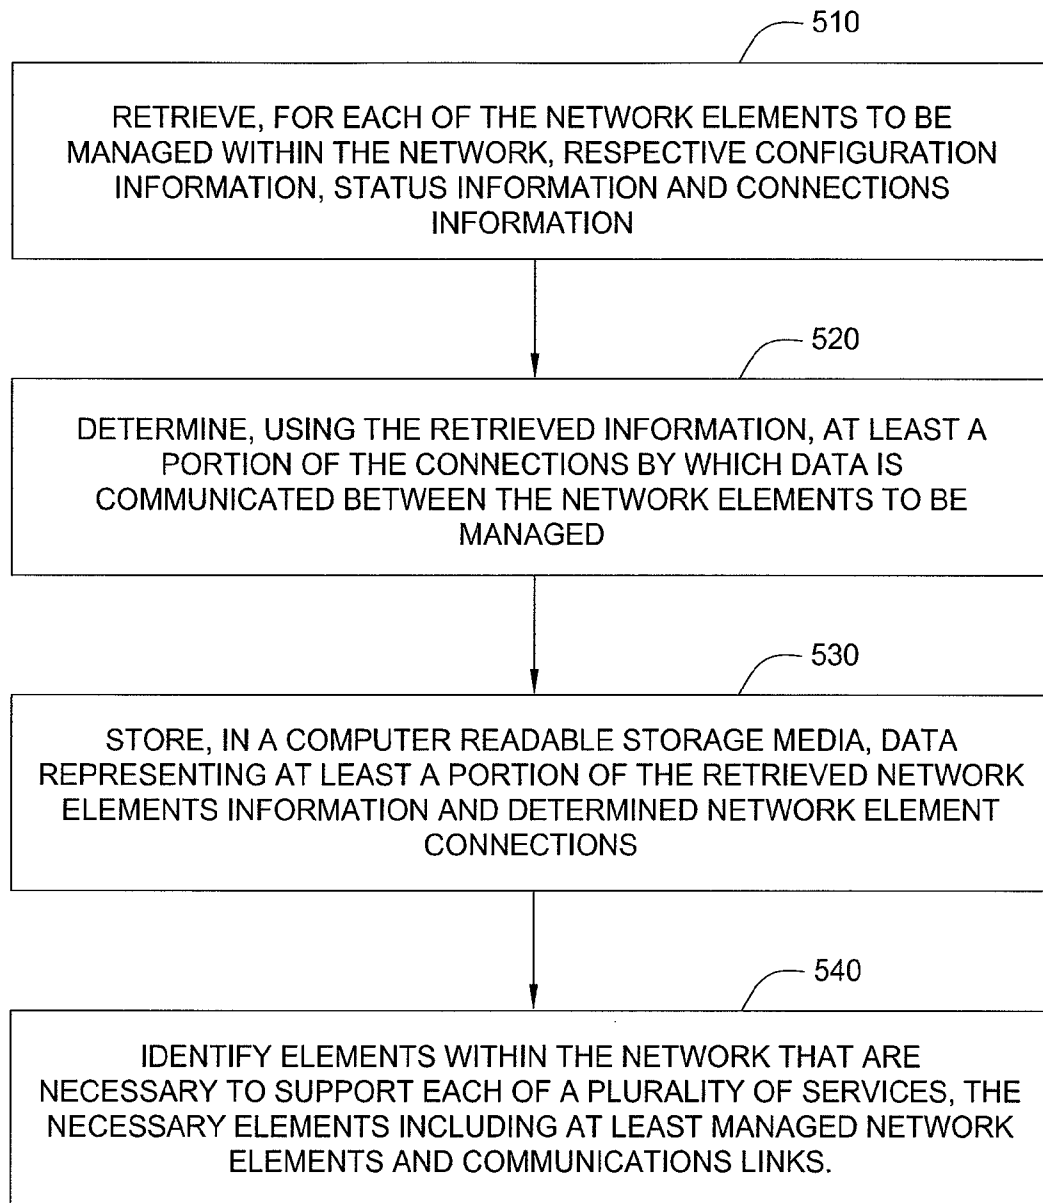 510
RETRIEVE, FOR EACH OF THE NETWORK ELEMENTS TO BE
MANAGED WITHIN THE NETWORK, RESPECTIVE CONFIGURATION
INFORMATION, STATUS INFORMATION AND CONNECTIONS
INFORMATION
520
DETERMINE, USING THE RETRIEVED INFORMATION, AT LEAST A
PORTION OF THE CONNECTIONS BY WHICH DATA IS
COMMUNICATED BETWEEN THE NETWORK ELEMENTS TO BE
MANAGED
530
STORE, IN A COMPUTER READABLE STORAGE MEDIA, DATA
REPRESENTING AT LEAST A PORTION OF THE RETRIEVED NETWORK
ELEMENTS INFORMATION AND DETERMINED NETWORK ELEMENT
CONNECTIONS
540
IDENTIFY ELEMENTS WITHIN THE NETWORK THAT ARE
NECESSARY TO SUPPORT EACH OF A PLURALITY OF SERVICES, THE
NECESSARY ELEMENTS INCLUDING AT LEAST MANAGED NETWORK
ELEMENTS AND COMMUNICATIONS LINKS.